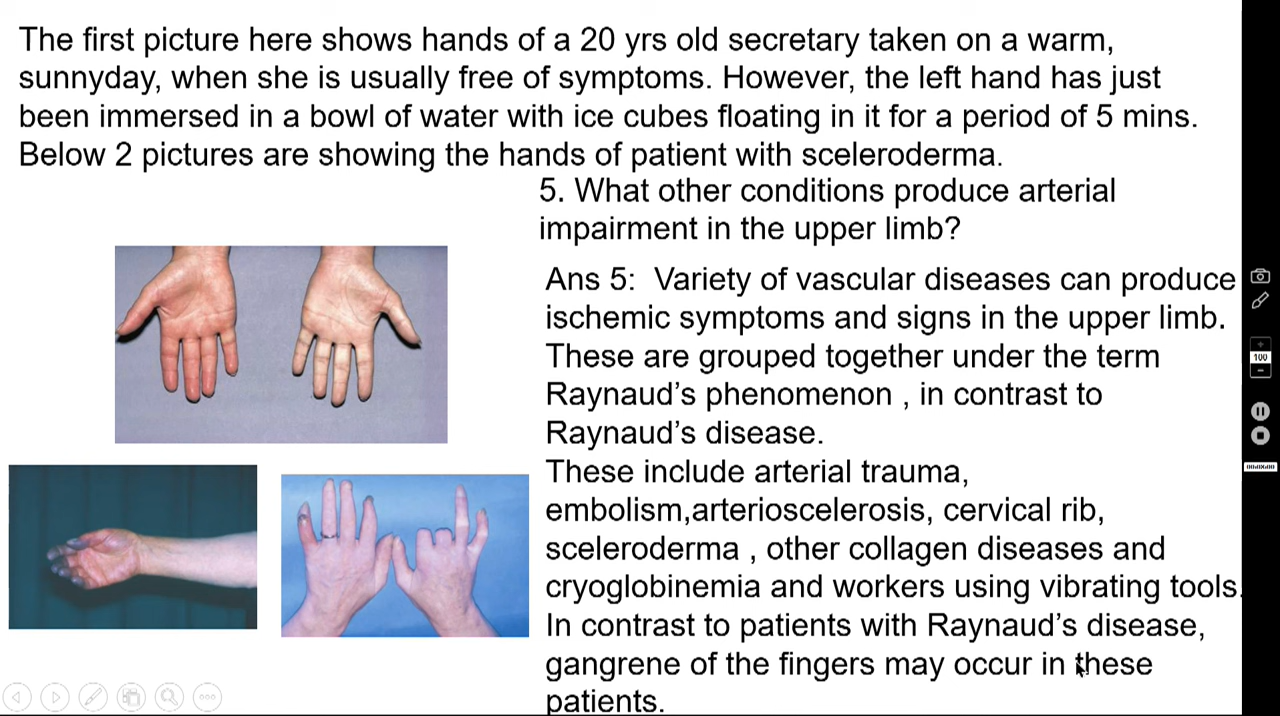 The first picture here shows hands of a 20 yrs old secretary taken on a warm,
sunnyday, when she is usually free of symptoms. However, the left hand has just
been immersed in a bowl of water with ice cubes floating in it for a period of 5 mins.
Below 2 pictures are showing the hands of patient with sceleroderma.
5. What other conditions produce arterial
impairment in the upper limb?
Ans 5:  Variety of vascular diseases can produce
ischemic symptoms and signs in the upper limb.
These are grouped together under the term
Raynaud's phenomenon , in contrast to
Raynaud's disease.
These include arterial trauma,
embolism,arterioscelerosis, cervical rib,
sceleroderma , other collagen diseases and
cryoglobinemia and workers using vibrating tools.
In contrast to patients with Raynaud's disease,
gangrene of the fingers may occur in these
patients.
100